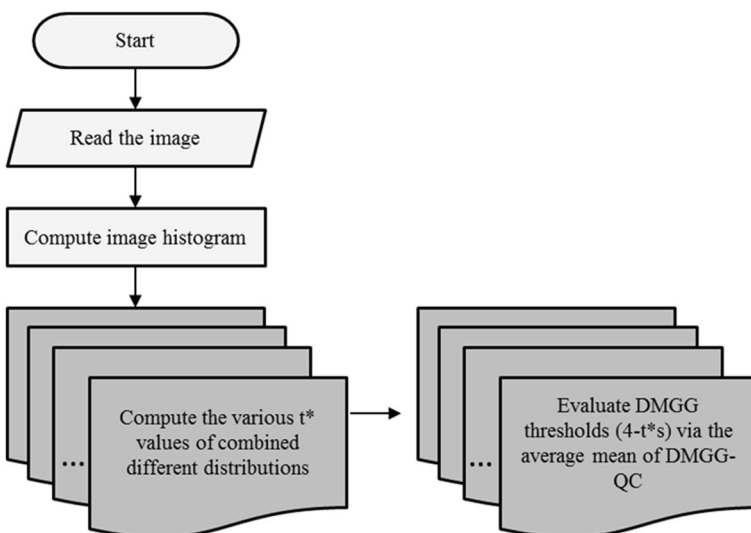 Start
Read the image
Compute image histogram
Compute the various t*
values of combined
different distributions
...
Evaluate DMGG
thresholds (4-t*s) via the
average mean of DMGG-
QC
...